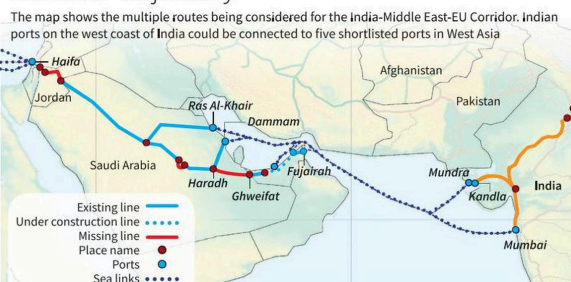 The map shows the multiple routes being considered for the India-Middle East-EU Corridor. Indian
ports on the west coast of India could be connected to five shortlisted ports in West Asia
Haifa
Jordan
Afghanistan
Pakistan
Ras Al-Khair
Dammam
Saudi Arabia
Haradh
Ghweifat
Fujairah
Mundra
Kandla
India
Mumbai
Existing line
Under construction line
Missing line
Place name
Ports
Sea links